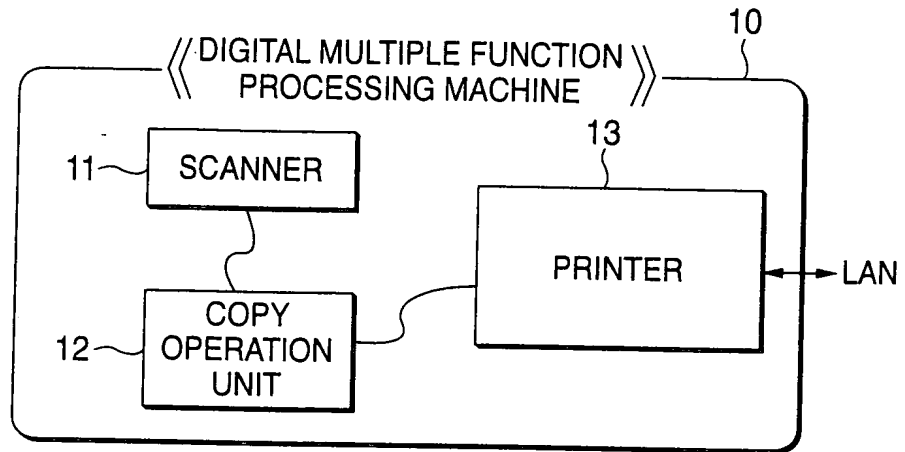 10
DIGITAL MULTIPLE FUNCTION
PROCESSING MACHINE
13
11
SCANNER
PRINTER
LAN
12
COPY
OPERATION
UNIT